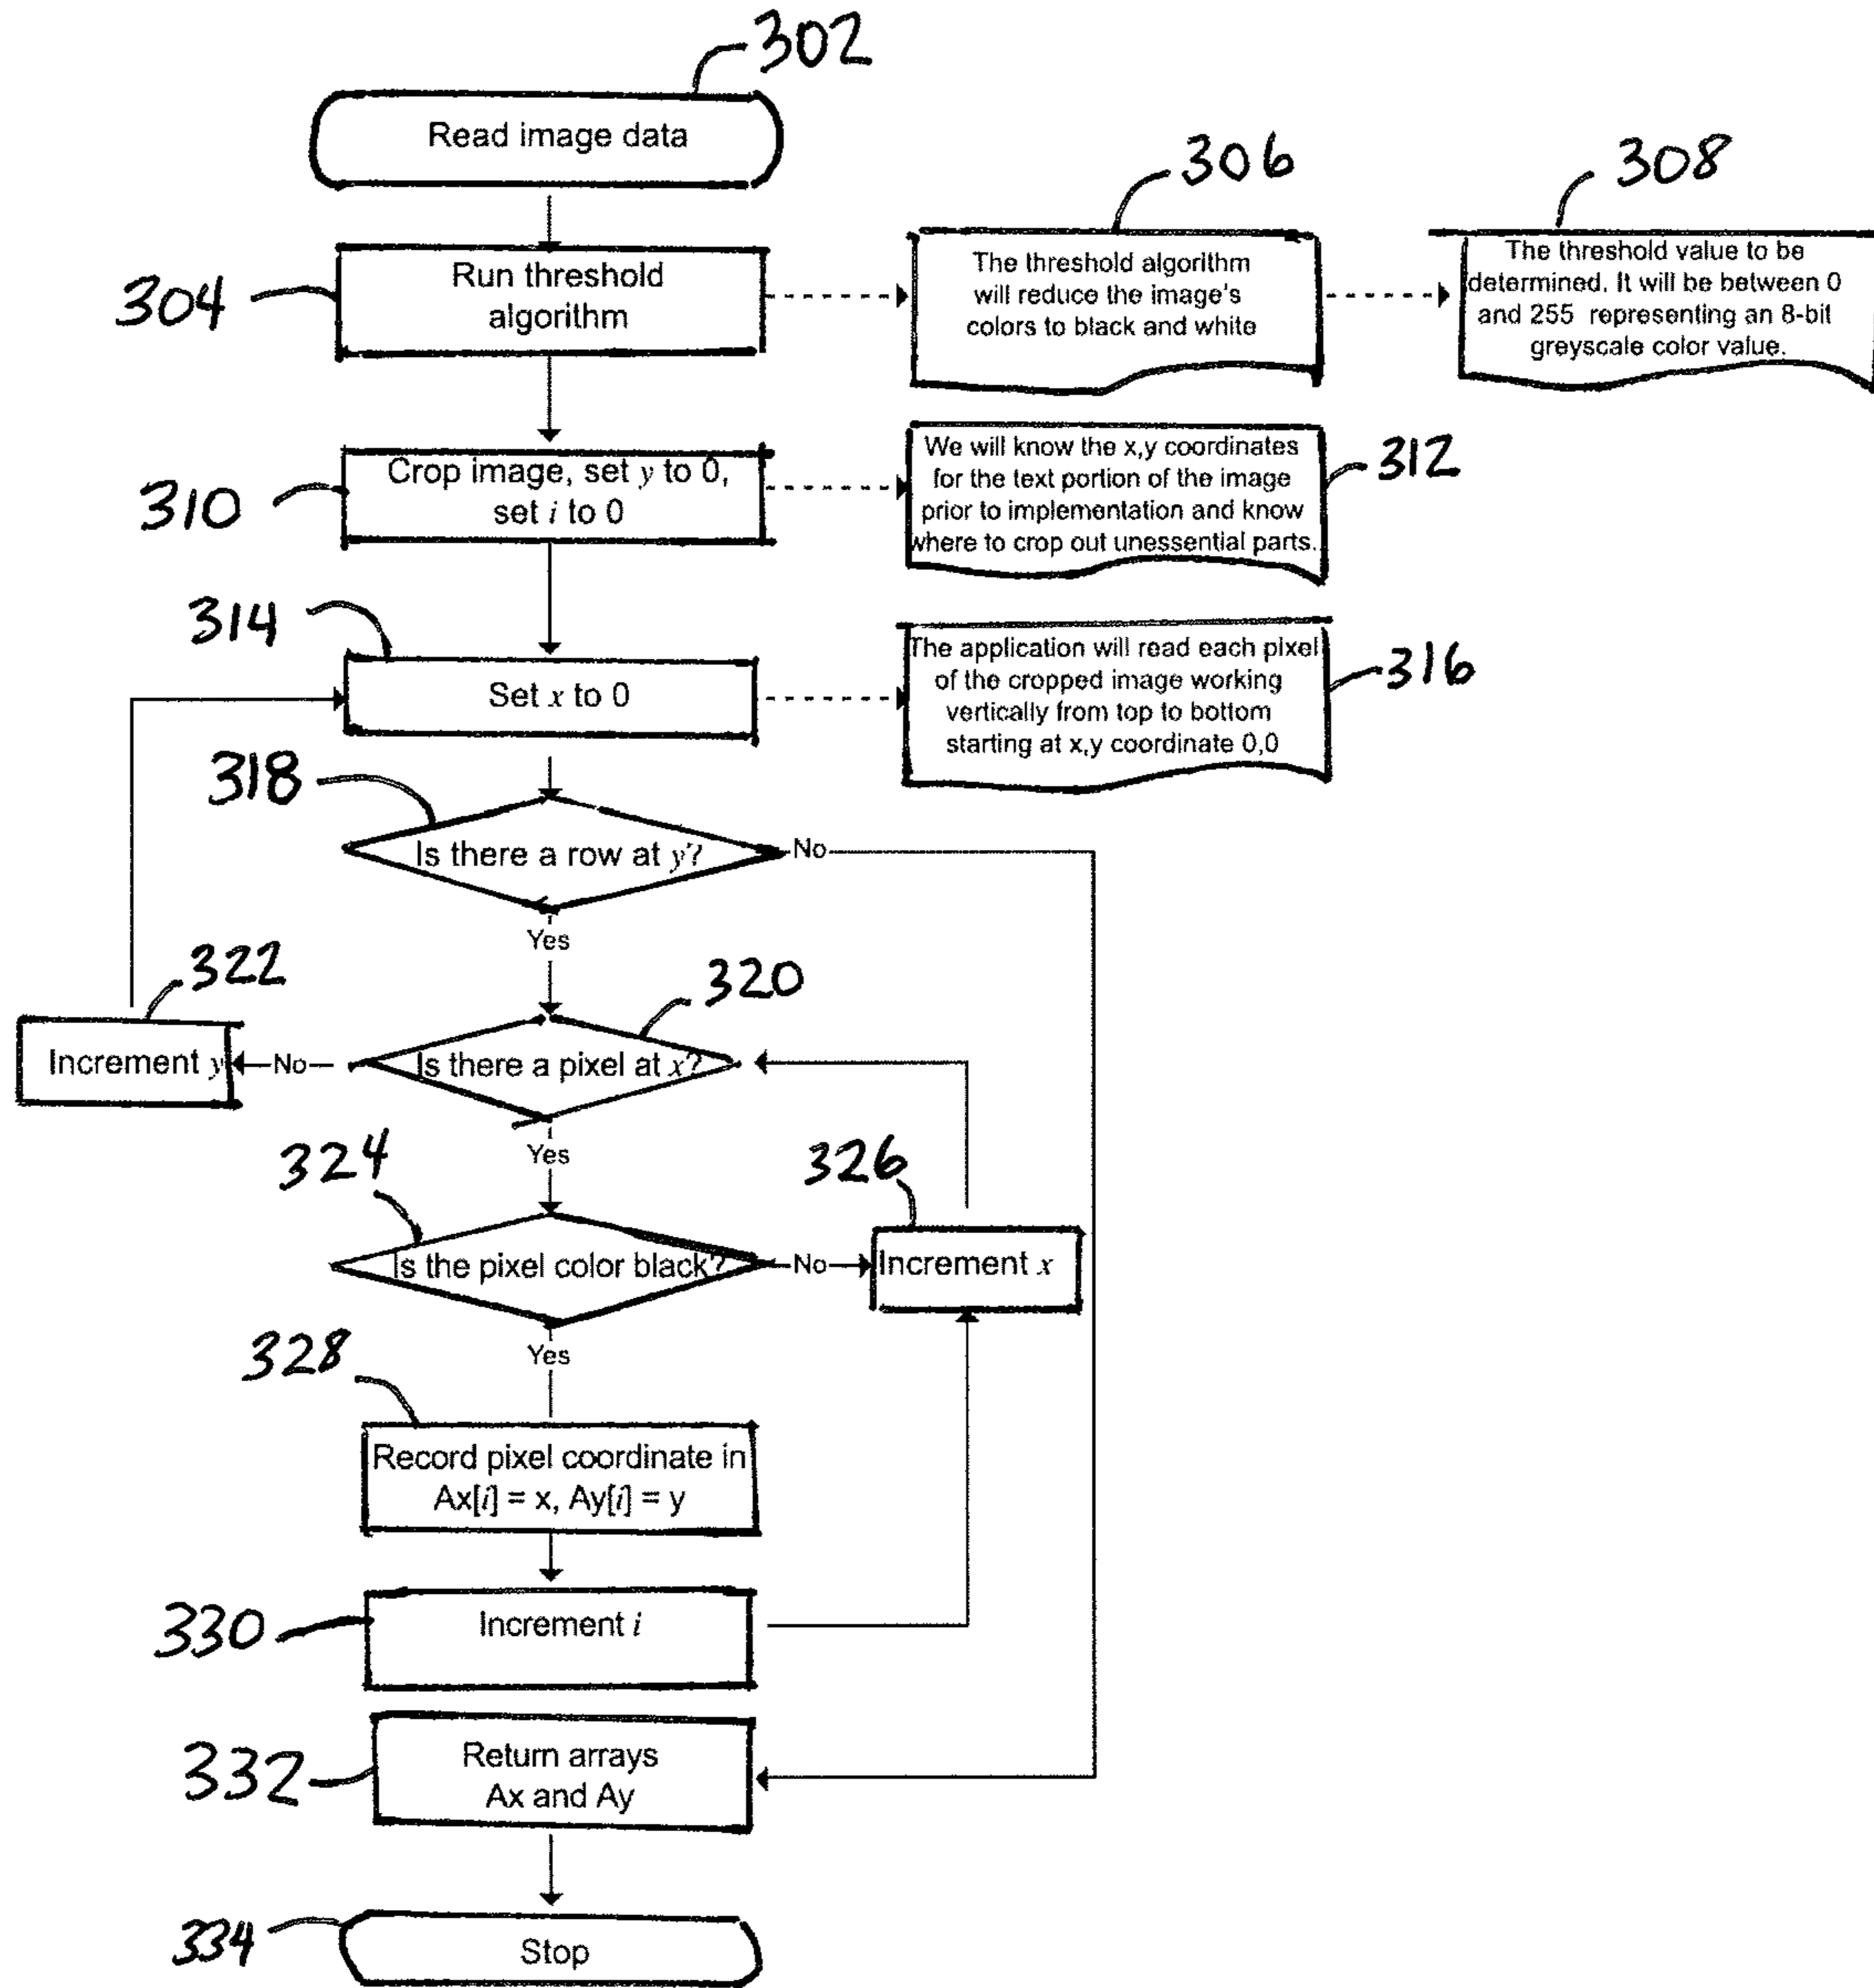 302
Read image data
304
Run threshold
algorithm
306
The threshold algorithm
will reduce the image's
colors to black and white
308
The threshold value to be
determined. It will be between 0
and 255 representing an 8-bit
greyscale color value.
310
Crop image, set y to 0,
set i to 0
312
We will know the x,y coordinates
for the text portion of the image
prior to implementation and know
where to crop out unessential parts.
314
Set x to 0
316
The application will read each pixel
of the cropped image working
vertically from top to bottom
starting at x,y coordinate 0,0
318
Is there a row at y?
No
Yes
322
Increment y
No
320
Is there a pixel at x?
Yes
324
Is the pixel color black?
No
326
Increment x
Yes
328
Record pixel coordinate in
Ax[i] = x, Ay[i] = y
330
Increment i
332
Return arrays
Ax and Ay
334
Stop